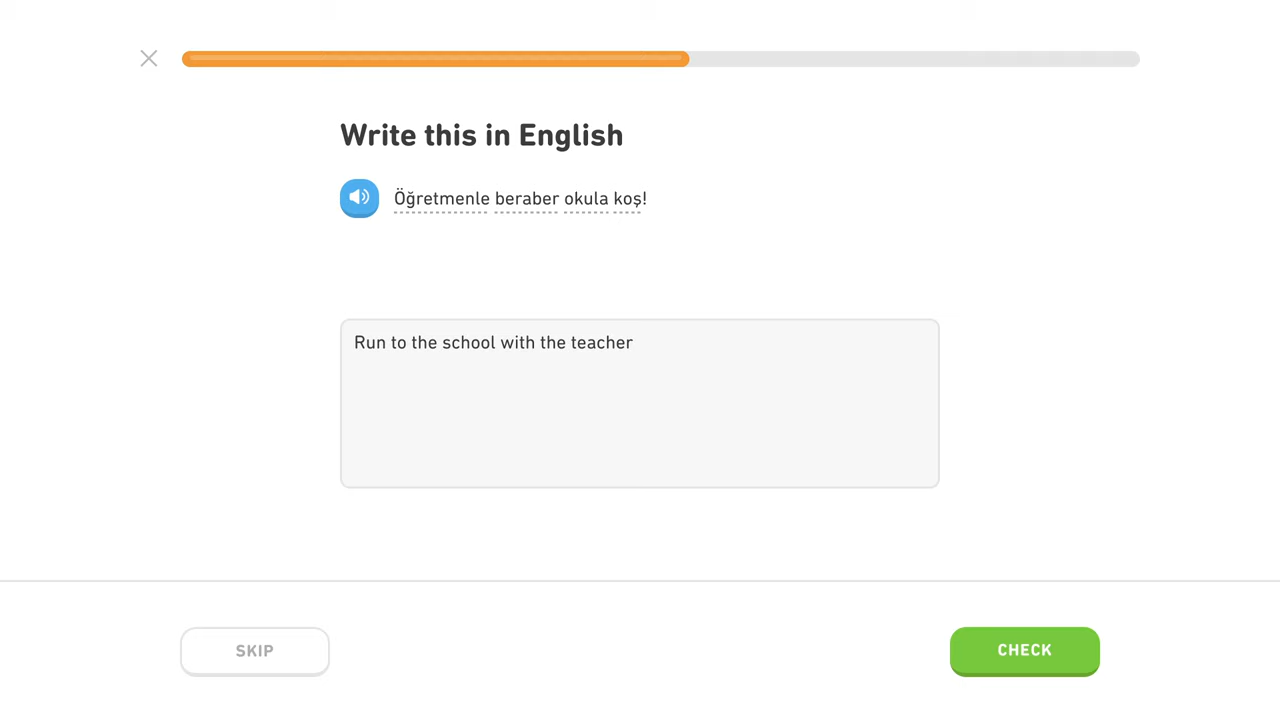 Write this in English
Öğretmenle beraber okula koş!
Run to the school with the teacher
SKIP
CHECK